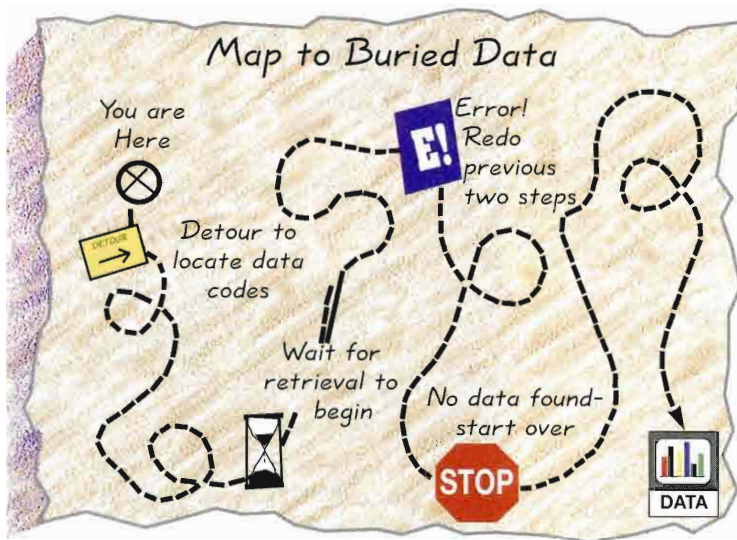 Map to Buried Data
You are
Here
DETOUR
Detour to
locate data
codes
Wait for
retrieval to
begin
E!
Error!
Redo
previous
two steps
No data found-
start over
STOP
DATA